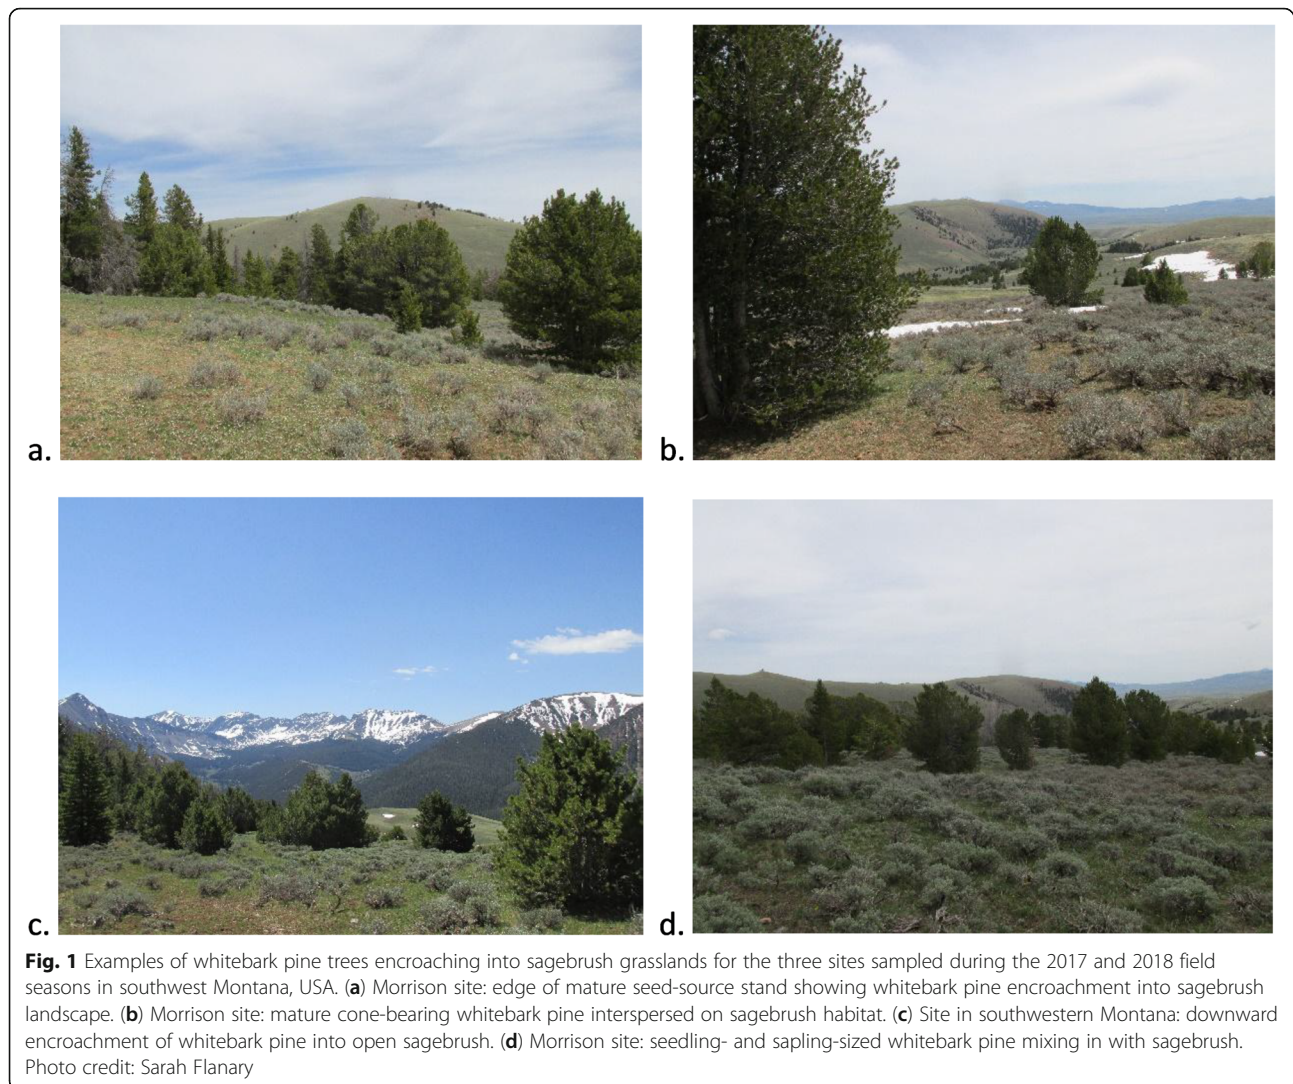 a.
b.
c.
d.
Fig. 1 Examples of whitebark pine trees encroaching into sagebrush grasslands for the three sites sampled during the 2017 and 2018 field
seasons in southwest Montana, USA. (a) Morrison site: edge of mature seed-source stand showing whitebark pine encroachment into sagebrush
landscape. (b) Morrison site: mature cone-bearing whitebark pine interspersed on sagebrush habitat. (c) Site in southwestern Montana: downward
encroachment of whitebark pine into open sagebrush. (d) Morrison site: seedling- and sapling-sized whitebark pine mixing in with sagebrush.
Photo credit: Sarah Flanary